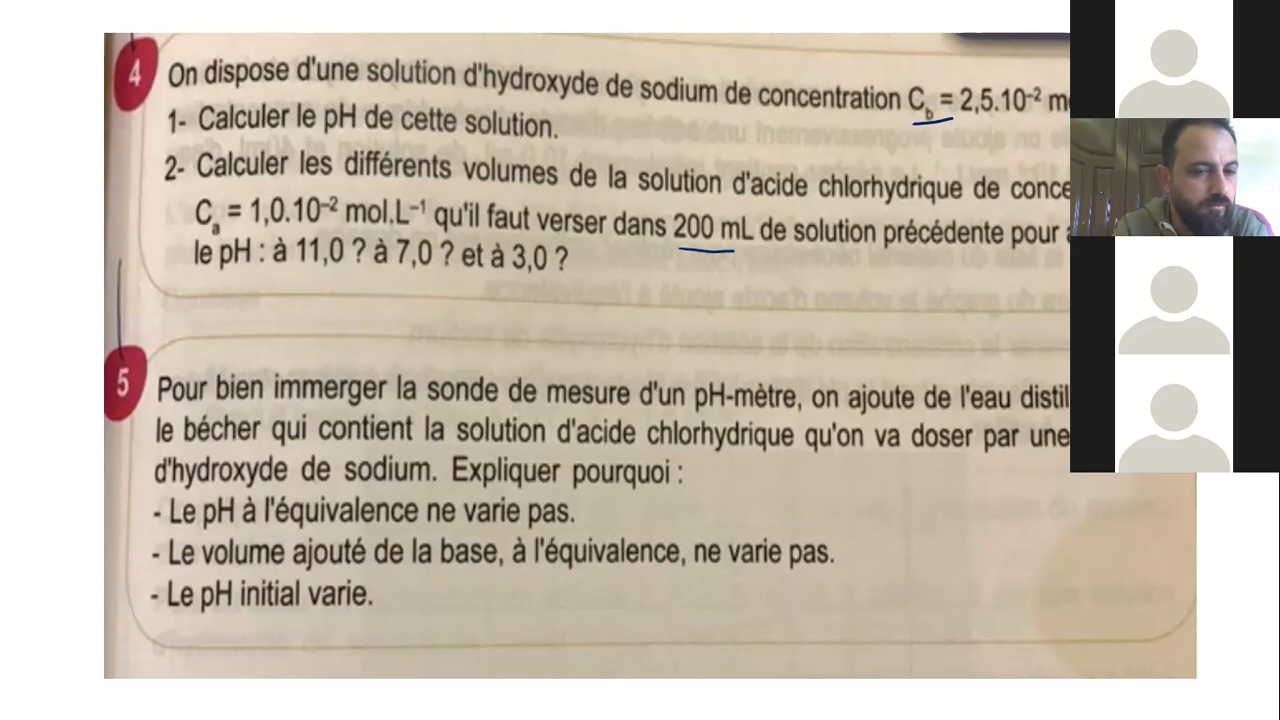 4
On dispose d'une solution d'hydroxyde de sodium de concentration C_b = 2,5.10⁻² m
1- Calculer le pH de cette solution.
2- Calculer les différents volumes de la solution d'acide chlorhydrique de conce
C_a = 1,0.10⁻² mol.L⁻¹ qu'il faut verser dans 200 mL de solution précédente pour
le pH : à 11,0 ? à 7,0 ? et à 3,0 ?
5
Pour bien immerger la sonde de mesure d'un pH-mètre, on ajoute de l'eau distil
le bécher qui contient la solution d'acide chlorhydrique qu'on va doser par une
d'hydroxyde de sodium. Expliquer pourquoi :
- Le pH à l'équivalence ne varie pas.
- Le volume ajouté de la base, à l'équivalence, ne varie pas.
- Le pH initial varie.